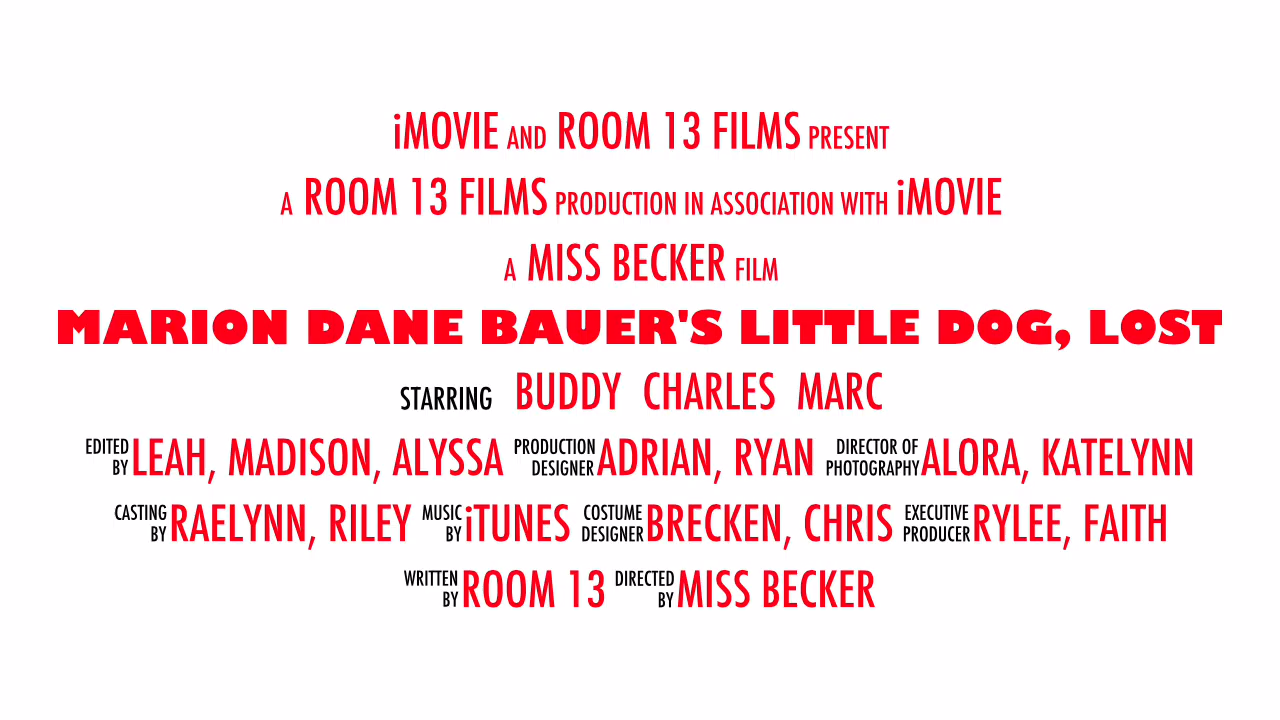 iMOVIE AND ROOM 13 FILMS PRESENT
A ROOM 13 FILMS PRODUCTION IN ASSOCIATION WITH iMOVIE
A MISS BECKER FILM
MARION DANE BAUER'S LITTLE DOG, LOST
STARRING BUDDY CHARLES MARC
EDITED BY LEAH, MADISON, ALYSSA PRODUCTION DESIGNER ADRIAN, RYAN DIRECTOR OF PHOTOGRAPHY ALORA, KATELYNN
CASTING BY RAELYNN, RILEY MUSIC BY iTUNES COSTUME DESIGNER BRECKEN, CHRIS EXECUTIVE PRODUCER RYLEE, FAITH
WRITTEN BY ROOM 13 DIRECTED BY MISS BECKER